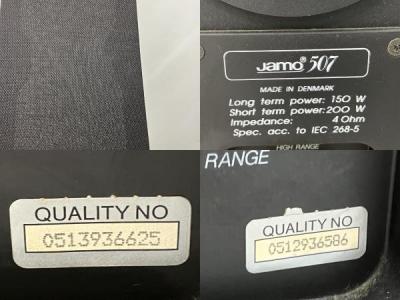 Jamo® 507
MADE IN DENMARK
Long term power: 150 W
Short term power: 200 W
Impedance: 4 Ohm
Spec. acc. to IEC 268-5
HIGH RANGE
QUALITY NO
0513936625
RANGE
QUALITY NO
0512936586